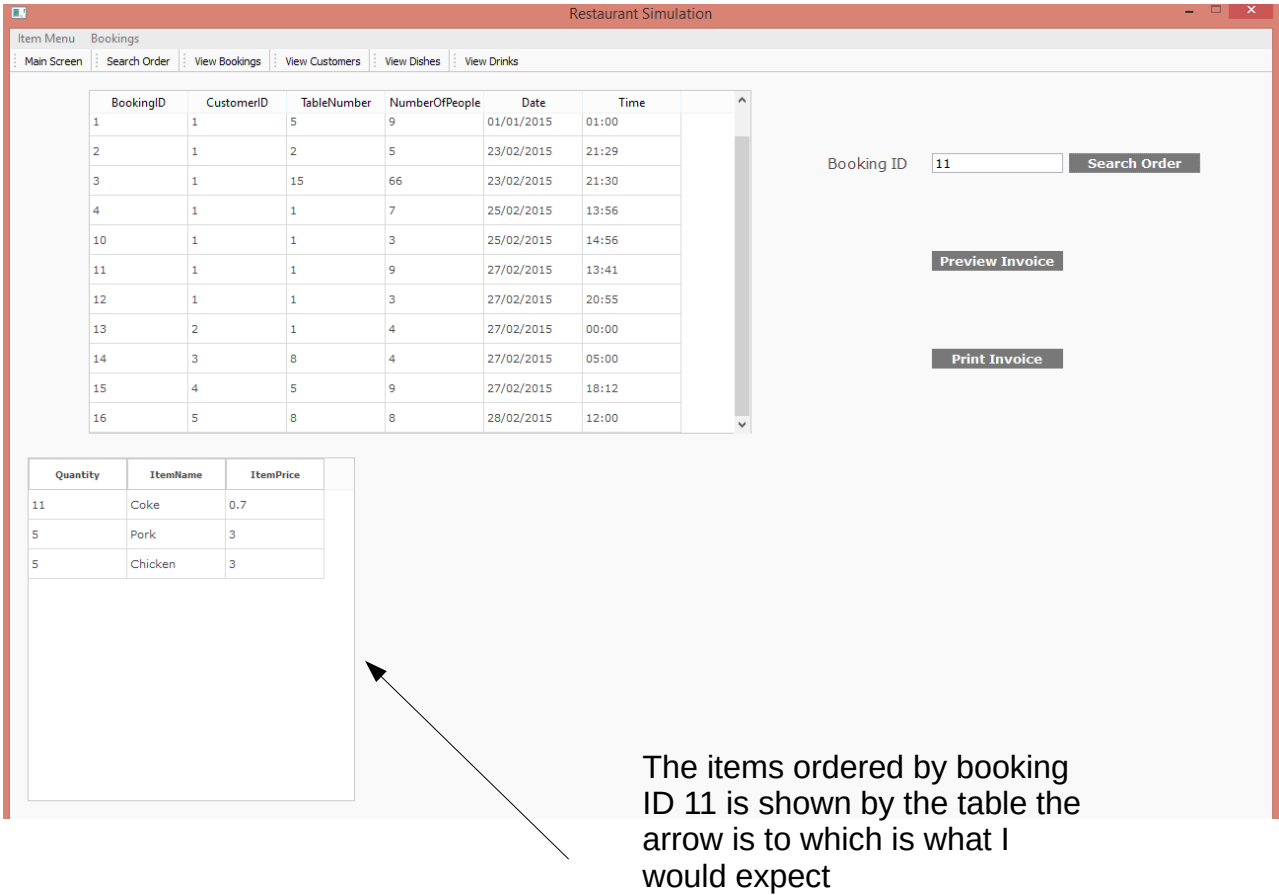 Restaurant Simulation
Item Menu Bookings
Main Screen Search Order View Bookings View Customers View Dishes View Drinks
BookingID CustomerID TableNumber NumberOfPeople Date Time
1 1 5 9 01/01/2015 01:00
2 1 2 5 23/02/2015 21:29
3 1 15 66 23/02/2015 21:30
4 1 1 7 25/02/2015 13:56
10 1 1 3 25/02/2015 14:56
11 1 1 9 27/02/2015 13:41
12 1 1 3 27/02/2015 20:55
13 2 1 4 27/02/2015 00:00
14 3 8 4 27/02/2015 05:00
15 4 5 9 27/02/2015 18:12
16 5 8 8 28/02/2015 12:00
Booking ID 11 Search Order
Preview Invoice
Print Invoice
Quantity ItemName ItemPrice
11 Coke 0.7
5 Pork 3
5 Chicken 3
The items ordered by booking
ID 11 is shown by the table the
arrow is to which is what I
would expect